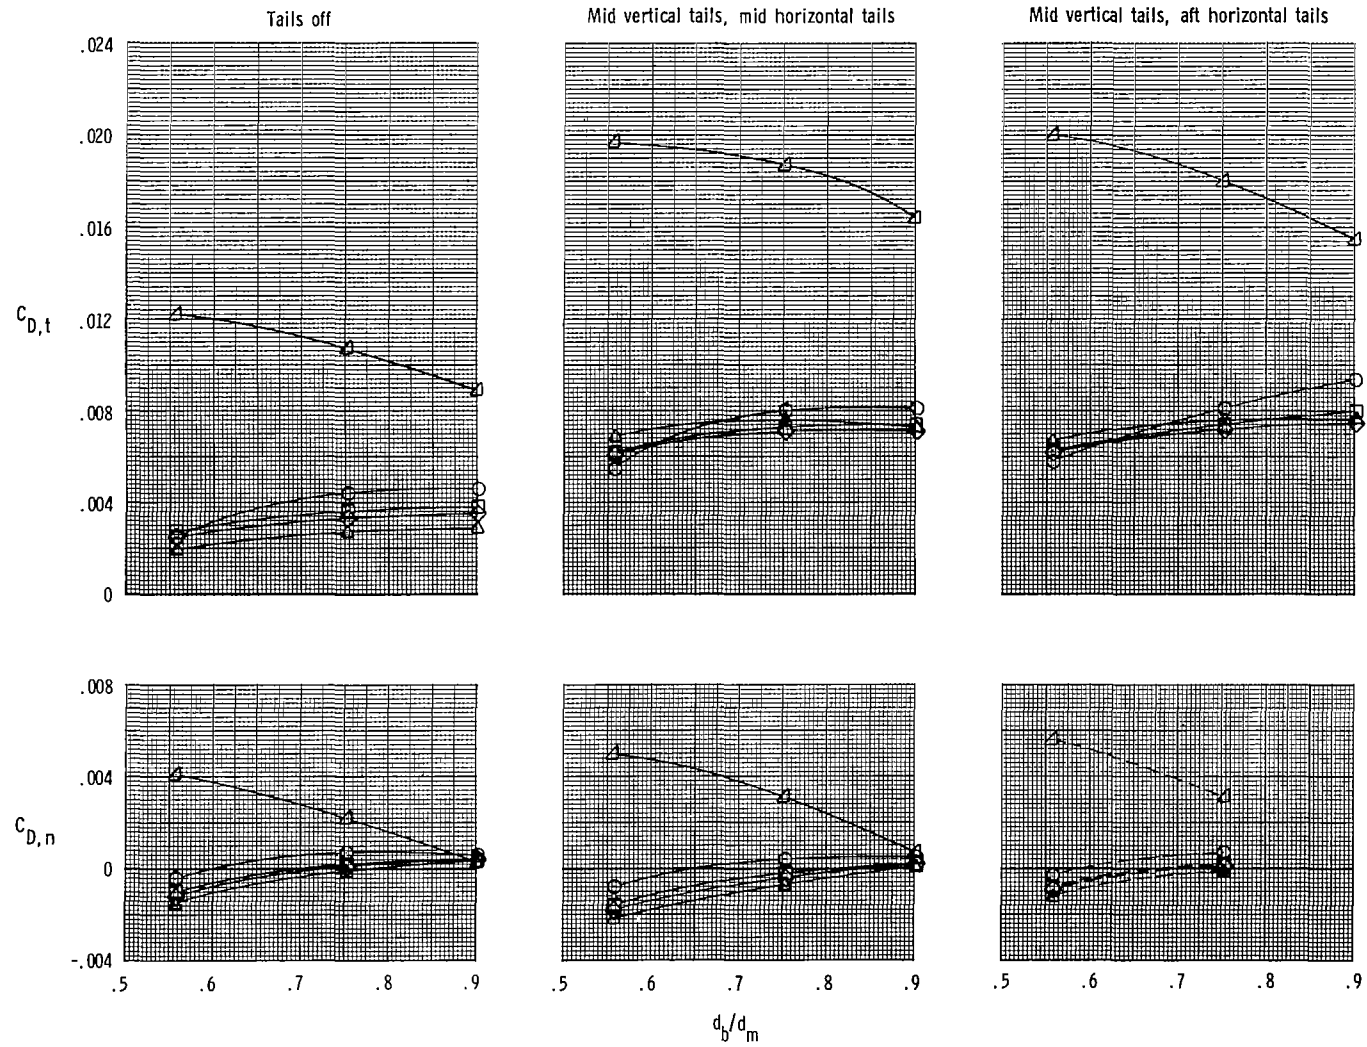 Tails off
Mid vertical tails, mid horizontal tails
Mid vertical tails, aft horizontal tails
.024
.020
.016
C_{D,t}
.012
.008
.004
0
.008
.004
C_{D,n}
0
-.004
.5 .6 .7 .8 .9
.6 .7 .8 .9
.6 .7 .8 .9
d_b/d_m